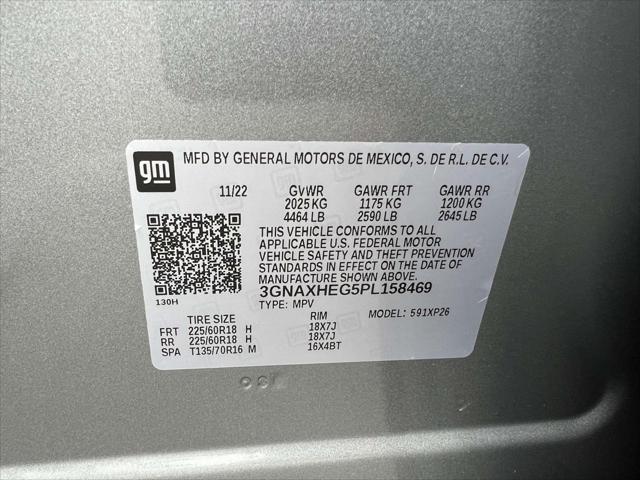 gm MFD BY GENERAL MOTORS DE MEXICO, S. DE R.L. DE C.V.
11/22 GVWR GAWR FRT GAWR RR
2025 KG 1175 KG 1200 KG
4464 LB 2590 LB 2645 LB
THIS VEHICLE CONFORMS TO ALL
APPLICABLE U.S. FEDERAL MOTOR
VEHICLE SAFETY AND THEFT PREVENTION
STANDARDS IN EFFECT ON THE DATE OF
MANUFACTURE SHOWN ABOVE.
3GNAXHEG5PL158469
130H TYPE: MPV MODEL: 591XP26
TIRE SIZE RIM
FRT 225/60R18 H 18X7J
RR 225/60R18 H 18X7J
SPA T135/70R16 M 16X4BT